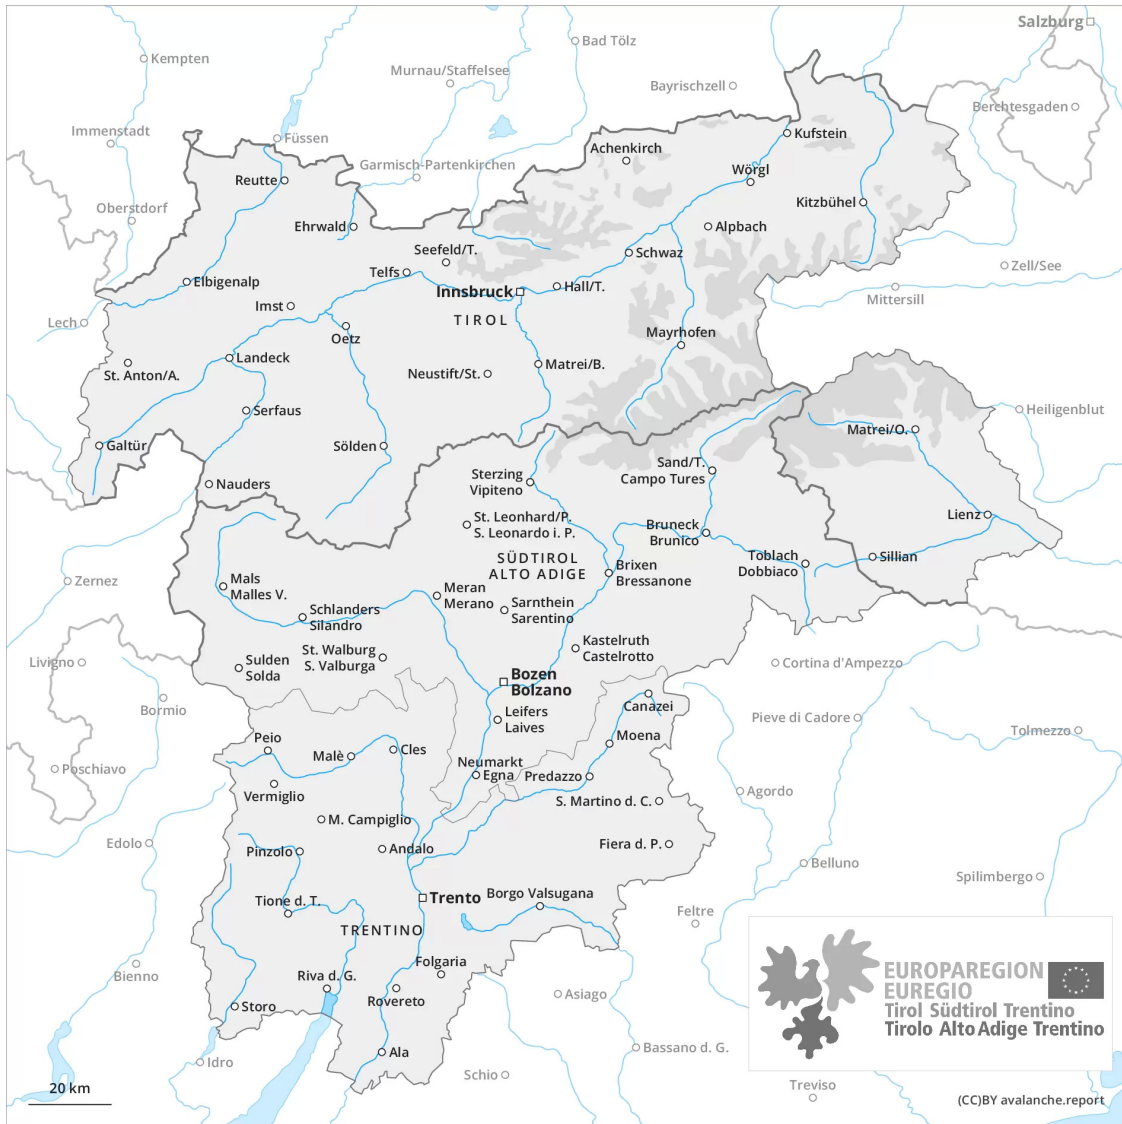 Salzburg
Bad Tölz
Kempten
Murnau/Staffelsee
Bayrischzell
Berchtesgaden
Immenstadt
Füssen
Kufstein
Achenkirch
Garmisch-Partenkirchen
Wörgl
Reutte
Kitzbühel
Oberstdorf
Ehrwald
Alpbach
Seefeld/T.
Schwaz
Telfs
Zell/See
Elbigenalp
Hall/T.
Innsbruck
Mittersill
Imst
TIROL
Lech
Oetz
Mayrhofen
Landeck
Matrei/B.
St. Anton/A.
Neustift/St.
Serfaus
Heiligenblut
Matrei/O.
Galtür
Sölden
Sand/T.
Campo Tures
Sterzing
Vipiteno
Nauders
Lienz
St. Leonhard/P.
S. Leonardo i. P.
Bruneck
Brunico
SÜDTIROL
ALTO ADIGE
Toblach
Dobbiaco
Sillian
Brixen
Bressanone
Zernez
Mals
Malles V.
Meran
Merano
Sarnthein
Sarentino
Schlanders
Silandro
Kastelruth
Castelrotto
St. Walburg
S. Valburga
Livigno
Sulden
Solda
Cortina d'Ampezzo
Bozen
Bolzano
Bormio
Canazei
Leifers
Laives
Pieve di Cadore
Tolmezzo
Moena
Peio
Malè
Cles
Neumarkt
Egna
Predazzo
Poschiavo
Vermiglio
Agordo
S. Martino d. C.
M. Campiglio
Edolo
Fiera d. P.
Pinzolo
Andalo
Belluno
Spilimbergo
Borgo Valsugana
Trento
Tione d. T.
Feltre
TRENTINO
Folgaria
Bienno
Riva d. G.
Rovereto
Asiago
Storo
EUROPAREGION
EUREGIO
Tirol Südtirol Trentino
Tirolo Alto Adige Trentino
Ala
Bassano d. G.
Idro
Schio
Treviso
20 km
(CC)BY avalanche.report